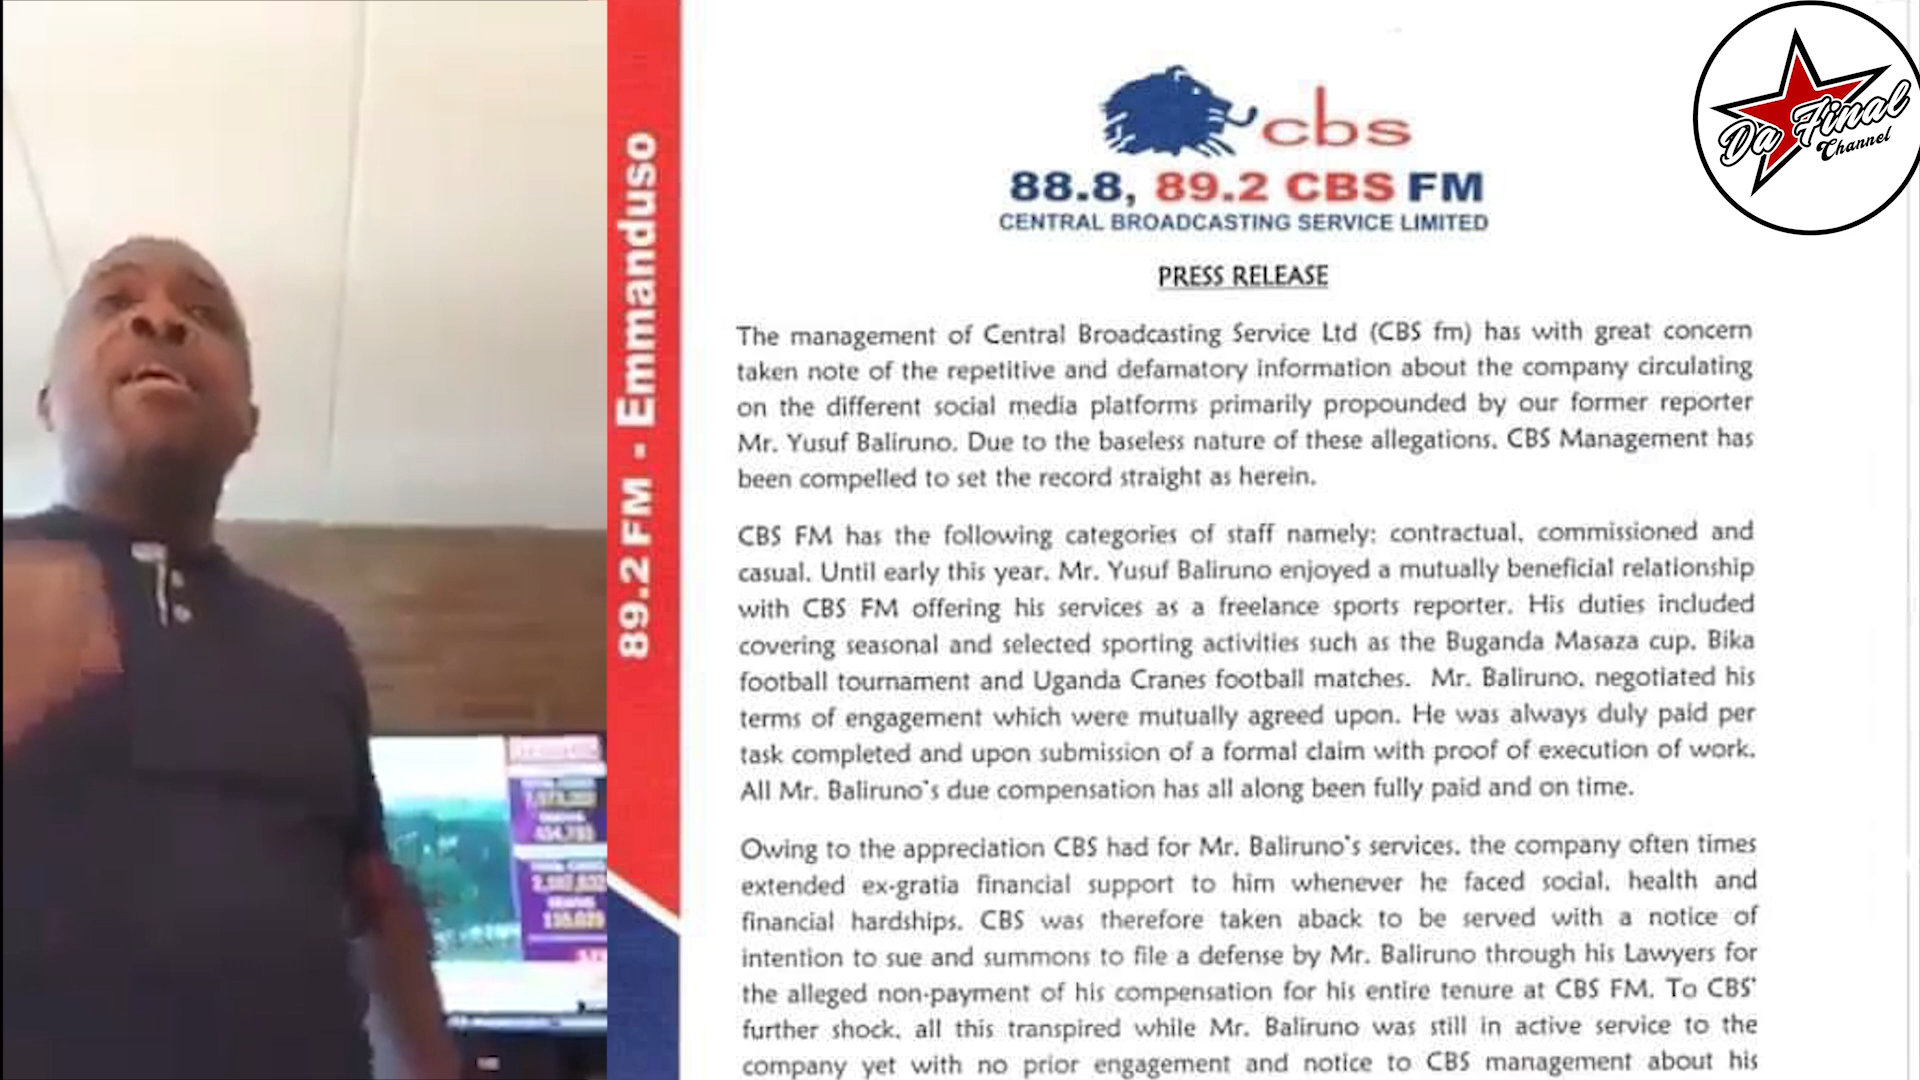 Da Final
Channel
89.2 FM - Emmanduso
cbs
88.8, 89.2 CBS FM
CENTRAL BROADCASTING SERVICE LIMITED
PRESS RELEASE
The management of Central Broadcasting Service Ltd (CBS fm) has with great concern
taken note of the repetitive and defamatory information about the company circulating
on the different social media platforms primarily propounded by our former reporter
Mr. Yusuf Baliruno. Due to the baseless nature of these allegations, CBS Management has
been compelled to set the record straight as herein.
CBS FM has the following categories of staff namely; contractual, commissioned and
casual. Until early this year, Mr. Yusuf Baliruno enjoyed a mutually beneficial relationship
with CBS FM offering his services as a freelance sports reporter. His duties included
covering seasonal and selected sporting activities such as the Buganda Masaza cup, Bika
football tournament and Uganda Cranes football matches. Mr. Baliruno, negotiated his
terms of engagement which were mutually agreed upon. He was always duly paid per
task completed and upon submission of a formal claim with proof of execution of work.
All Mr. Baliruno's due compensation has all along been fully paid and on time.
Owing to the appreciation CBS had for Mr. Baliruno's services, the company often times
extended ex-gratia financial support to him whenever he faced social, health and
financial hardships. CBS was therefore taken aback to be served with a notice of
intention to sue and summons to file a defense by Mr. Baliruno through his Lawyers for
the alleged non-payment of his compensation for his entire tenure at CBS FM. To CBS'
further shock, all this transpired while Mr. Baliruno was still in active service to the
company yet with no prior engagement and notice to CBS management about his